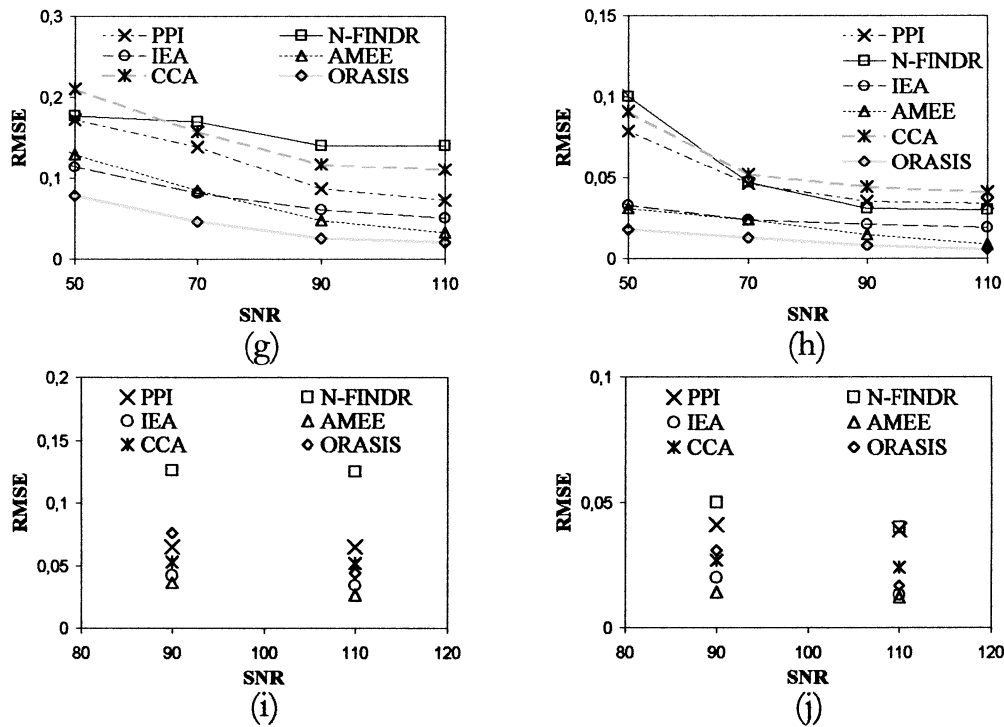 0,3
PPI
N-FINDR
IEA
AMEE
CCA
ORASIS
0,2
0,1
0
RMSE
50 70 90 110
SNR
(g)
0,15
PPI
N-FINDR
IEA
AMEE
CCA
ORASIS
0,1
0,05
0
RMSE
50 70 90 110
SNR
(h)
0,2
PPI
N-FINDR
IEA
AMEE
CCA
ORASIS
0,15
0,1
0,05
0
RMSE
80 90 100 110 120
SNR
(i)
0,1
PPI
N-FINDR
IEA
AMEE
CCA
ORASIS
0,05
0
RMSE
80 90 100 110 120
SNR
(j)